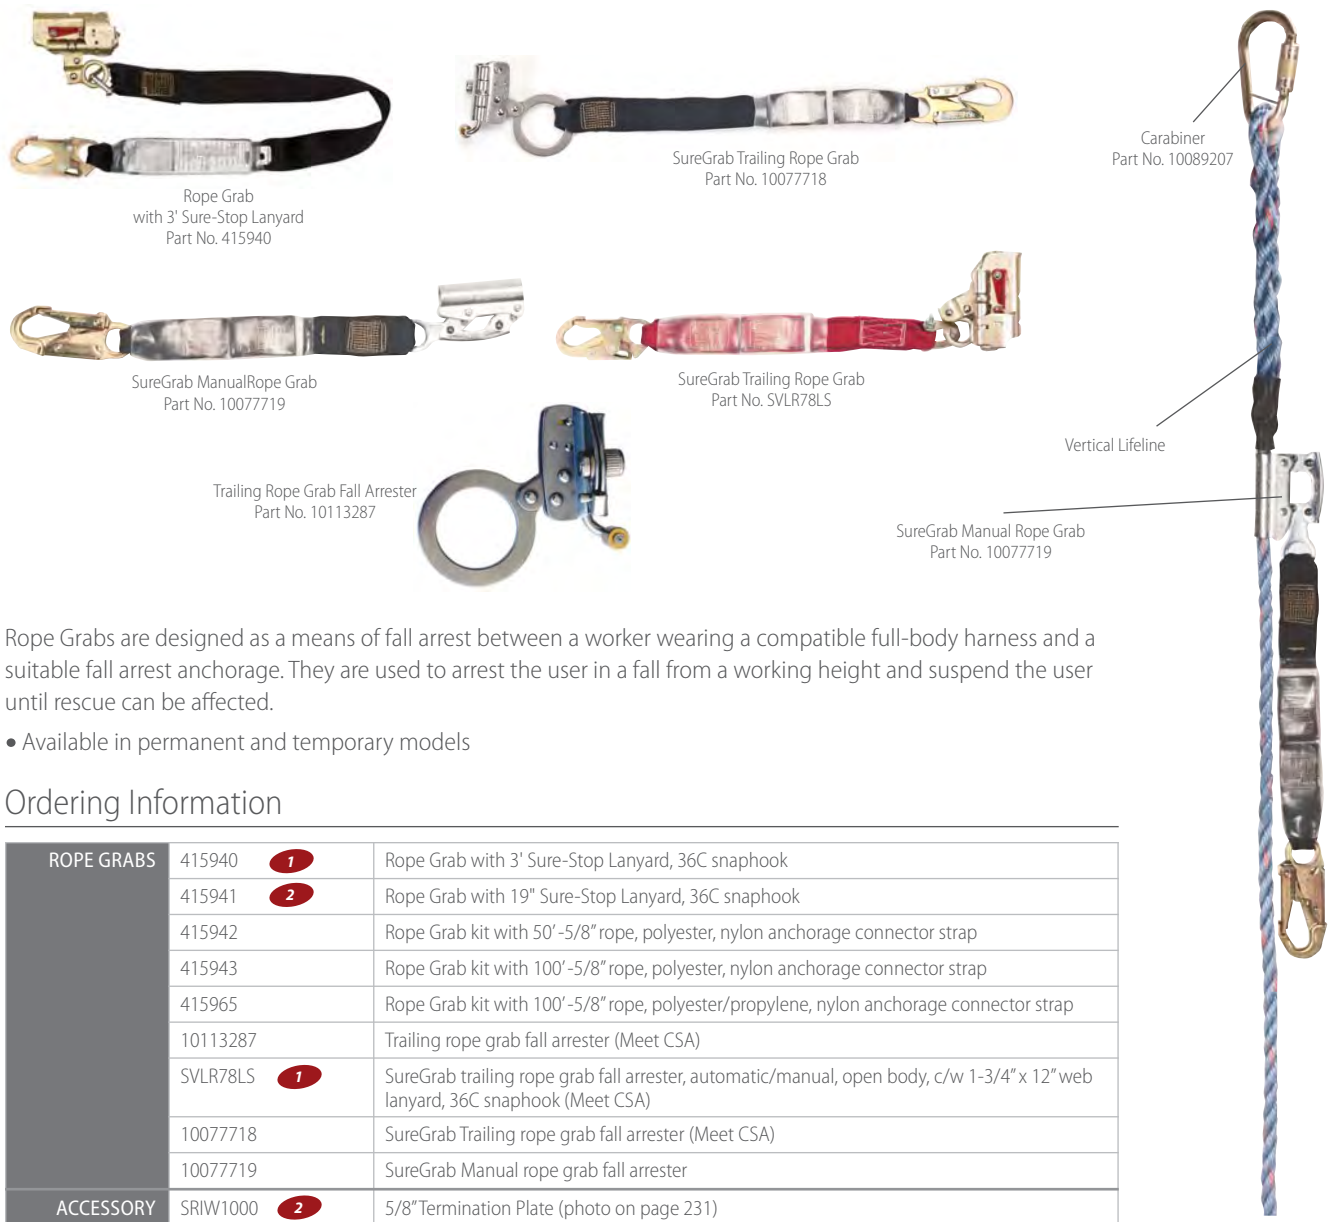 Rope Grab
with 3' Sure-Stop Lanyard
Part No. 415940
SureGrab Trailing Rope Grab
Part No. 10077718
Carabiner
Part No. 10089207
SureGrab ManualRope Grab
Part No. 10077719
SureGrab Trailing Rope Grab
Part No. SVLR78LS
Vertical Lifeline
Trailing Rope Grab Fall Arrester
Part No. 10113287
SureGrab Manual Rope Grab
Part No. 10077719
Rope Grabs are designed as a means of fall arrest between a worker wearing a compatible full-body harness and a
suitable fall arrest anchorage. They are used to arrest the user in a fall from a working height and suspend the user
until rescue can be affected.
• Available in permanent and temporary models
Ordering Information
ROPE GRABS 415940 1 Rope Grab with 3' Sure-Stop Lanyard, 36C snaphook
415941 2 Rope Grab with 19" Sure-Stop Lanyard, 36C snaphook
415942 Rope Grab kit with 50' -5/8" rope, polyester, nylon anchorage connector strap
415943 Rope Grab kit with 100' -5/8" rope, polyester, nylon anchorage connector strap
415965 Rope Grab kit with 100' -5/8" rope, polyester/propylene, nylon anchorage connector strap
10113287 Trailing rope grab fall arrester (Meet CSA)
SVLR78LS 1 SureGrab trailing rope grab fall arrester, automatic/manual, open body, c/w 1-3/4" x 12" web
lanyard, 36C snaphook (Meet CSA)
10077718 SureGrab Trailing rope grab fall arrester (Meet CSA)
10077719 SureGrab Manual rope grab fall arrester
ACCESSORY SRIW1000 2 5/8" Termination Plate (photo on page 231)